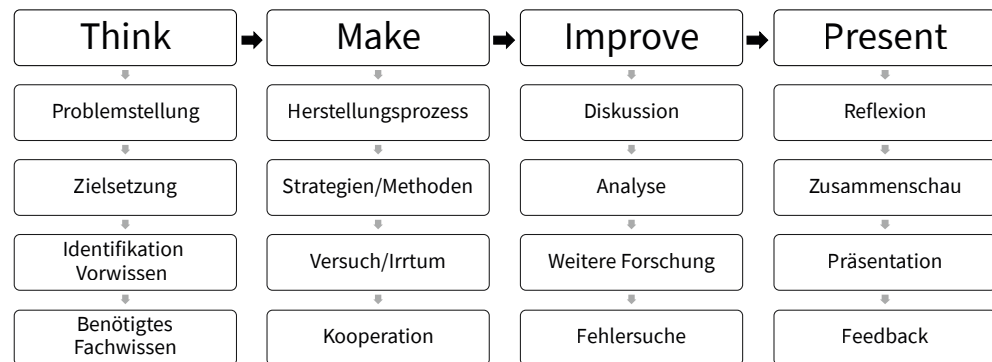 Think
Make
Improve
Present
Problemstellung
Herstellungsprozess
Diskussion
Reflexion
Zielsetzung
Strategien/Methoden
Analyse
Zusammenschau
Identifikation
Vorwissen
Versuch/Irrtum
Weitere Forschung
Präsentation
Benötigtes
Fachwissen
Kooperation
Fehlersuche
Feedback